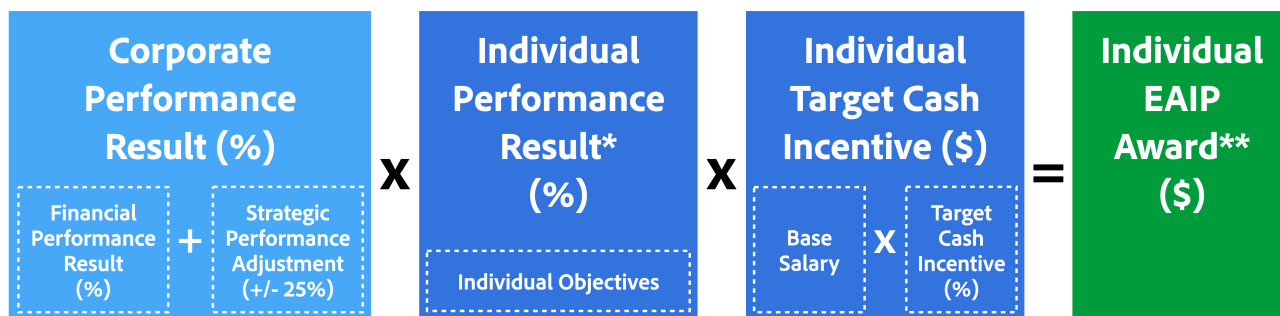 Corporate
Performance
Result (%)
Financial
Performance
Result
(%)
+
Strategic
Performance
Adjustment
(+/- 25%)
x
Individual
Performance
Result*
(%)
Individual Objectives
x
Individual
Target Cash
Incentive ($)
Base
Salary
x
Target
Cash
Incentive
(%)
=
Individual
EAIP
Award**
($)